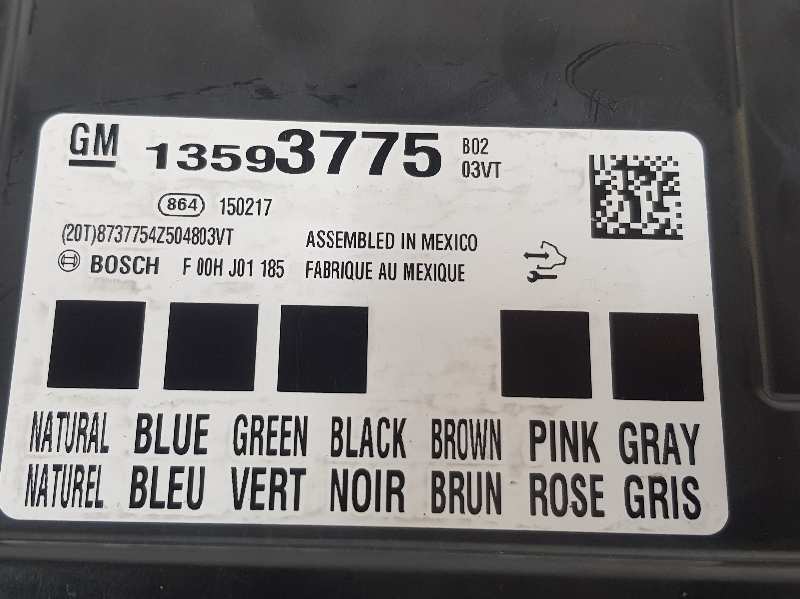 GM 13593775 B02
03VT
864 150217
(20T)8737754Z504803VT ASSEMBLED IN MEXICO
BOSCH F 00H J01 185 FABRIQUE AU MEXIQUE
NATURAL BLUE GREEN BLACK BROWN PINK GRAY
NATUREL BLEU VERT NOIR BRUN ROSE GRIS